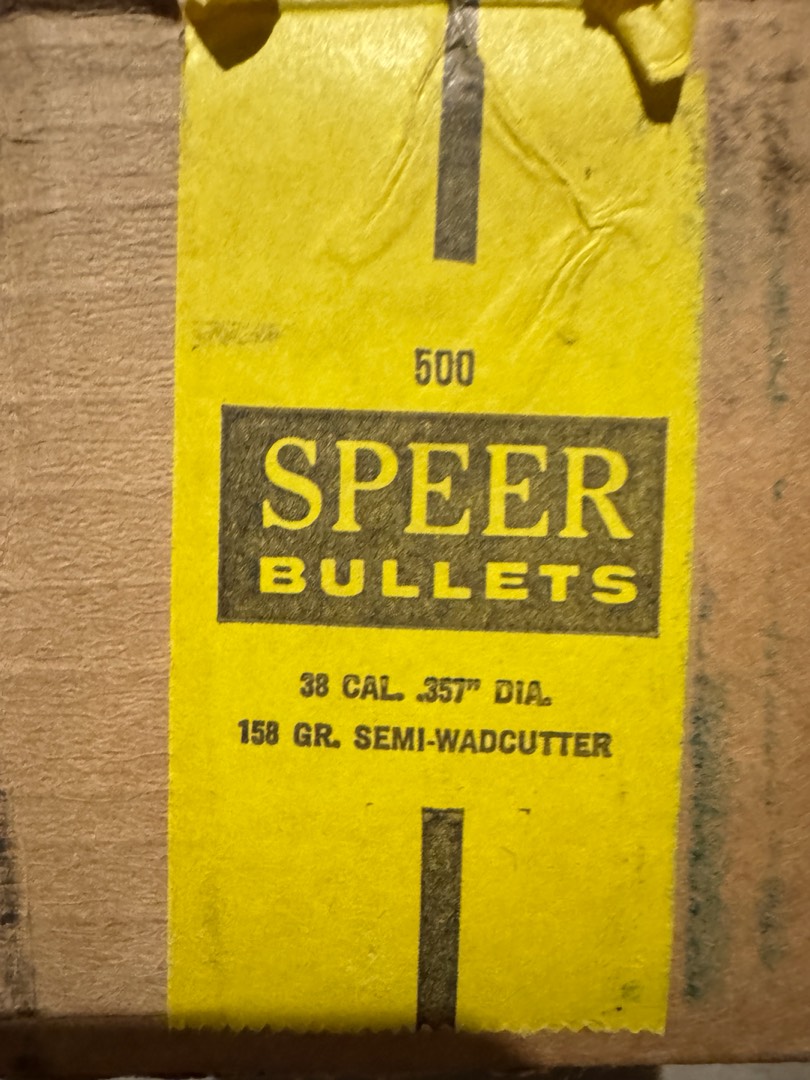 500
SPEER
BULLETS
38 CAL. .357" DIA.
158 GR. SEMI-WADCUTTER